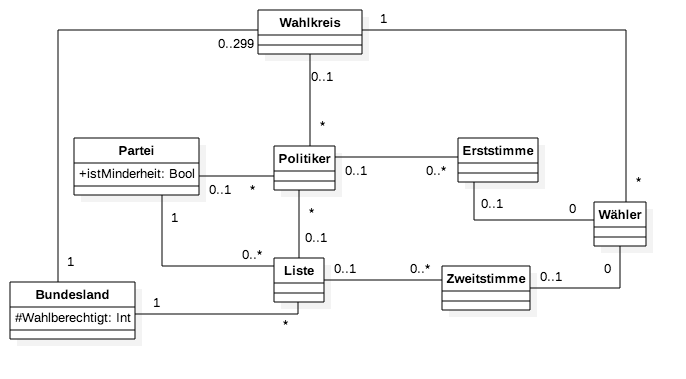 Wahlkreis
1
0..299
0..1
*
Partei
+istMinderheit: Bool
0..1
*
Politiker
0..1
0..*
Erststimme
0..1
0
*
Wähler
1
*
0..1
0..*
1
Liste
0..1
0..*
Zweitstimme
0..1
0
Bundesland
#Wahlberechtigt: Int
1
*